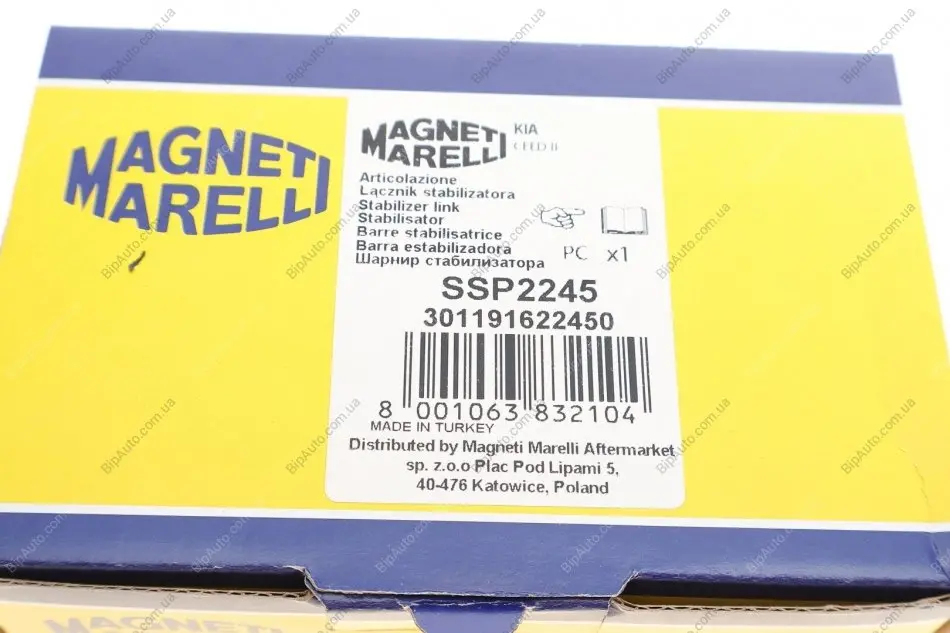 MAGNETI
MARELLI
MAGNETI
MARELLI
KIA
CEED II
Articolazione
Łącznik stabilizatora
Stabilizer link
Stabilisator
Barre stabilisatrice
Barra estabilizadora
Шарнир стабилизатора
PC x1
SSP2245
301191622450
8 001063 832104
MADE IN TURKEY
Distributed by Magneti Marelli Aftermarket
sp. z.o.o Plac Pod Lipami 5,
40-476 Katowice, Poland
MAGNETI
BipAuto.com.ua